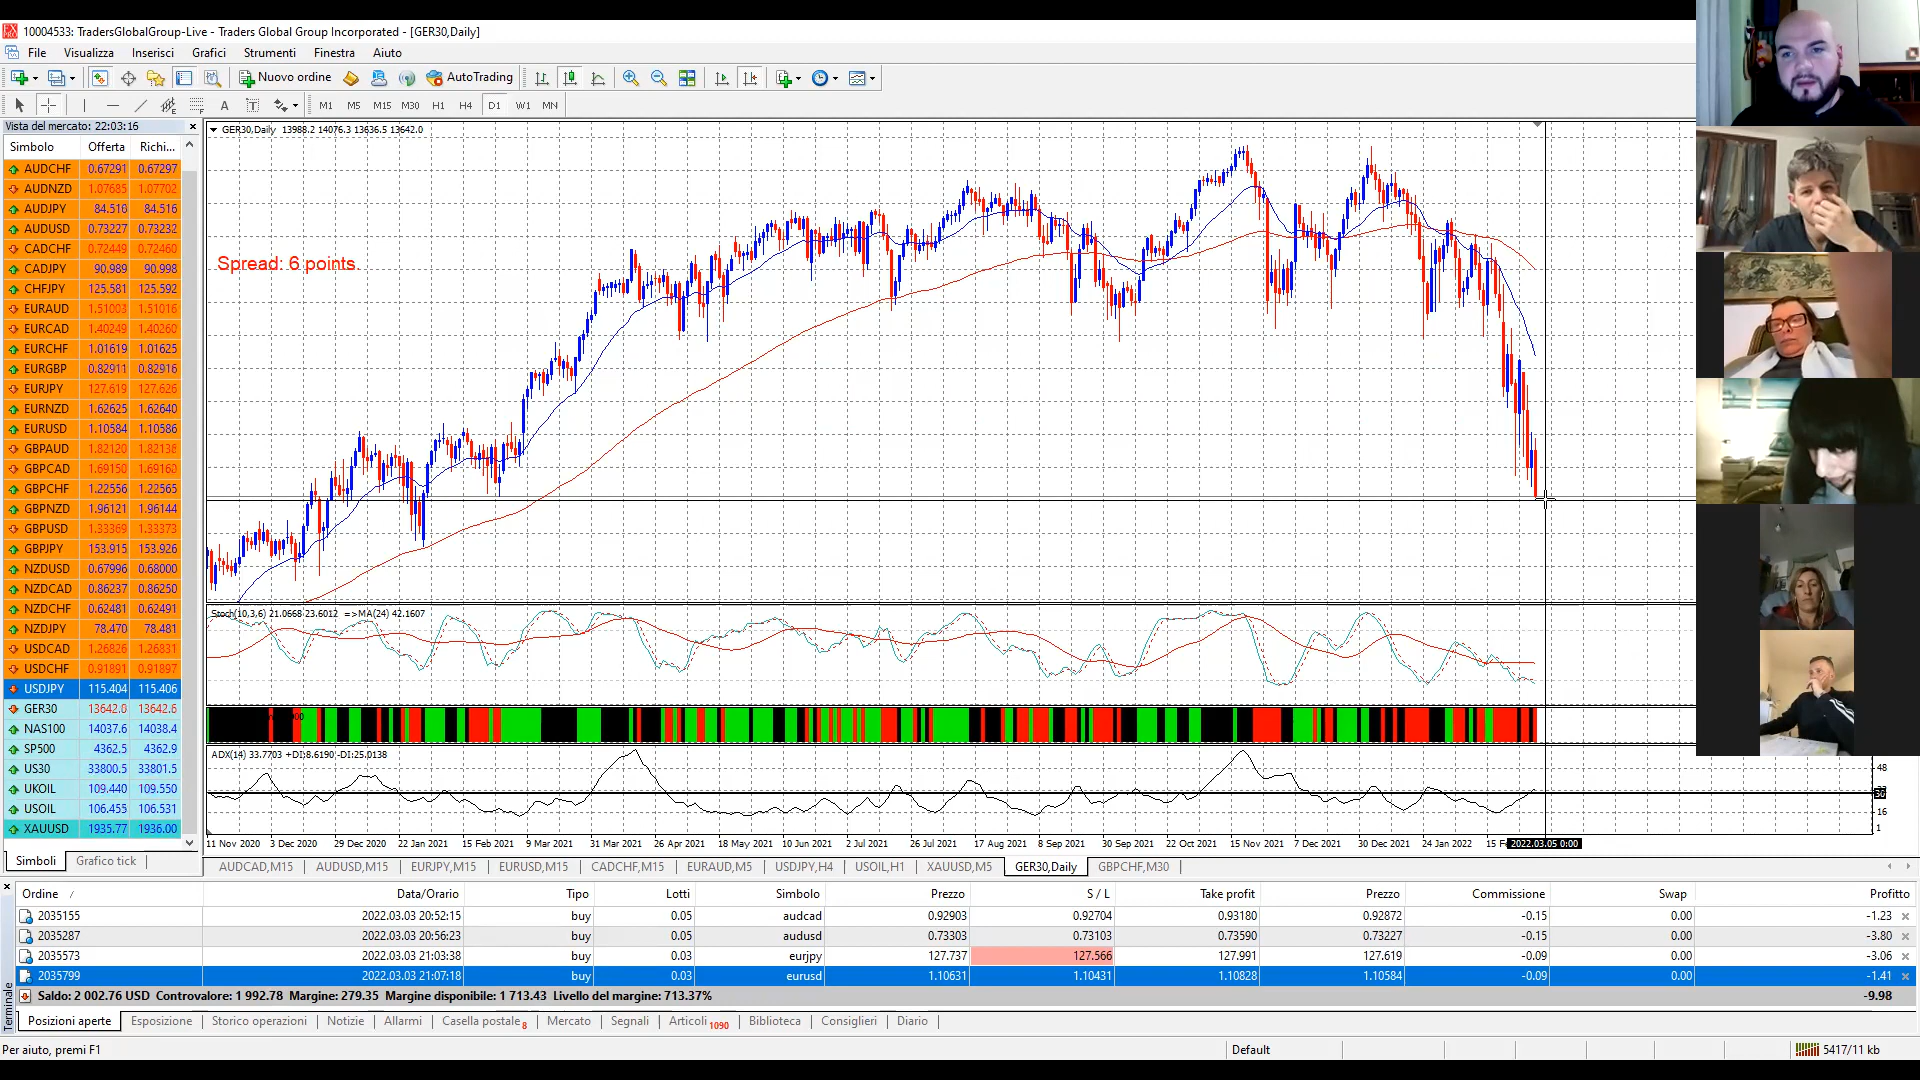 10004533: TradersGlobalGroup-Live - Traders Global Group Incorporated - [GER30,Daily]
File Visualizza Inserisci Grafici Strumenti Finestra Aiuto
Nuovo ordine AutoTrading
A T M1 M5 M15 M30 H1 H4 D1 W1 MN
Vista del mercato: 22:03:16
Simbolo Offerta Richi...
AUDCHF 0.67291 0.67297
AUDNZD 1.07685 1.07702
AUDJPY 84.510 84.516
AUDUSD 0.73227 0.73232
CADCHF 0.72449 0.72460
CADJPY 90.989 90.998
CHFJPY 125.581 125.592
EURAUD 1.51003 1.51016
EURCAD 1.40249 1.40260
EURCHF 1.01619 1.01625
EURGBP 0.82911 0.82916
EURJPY 127.619 127.626
EURNZD 1.62625 1.62640
EURUSD 1.10584 1.10586
GBPAUD 1.82120 1.82138
GBPCAD 1.69150 1.69160
GBPCHF 1.22556 1.22565
GBPNZD 1.96121 1.96144
GBPUSD 1.33369 1.33373
GBPJPY 153.915 153.926
NZDUSD 0.67996 0.68000
NZDCAD 0.86237 0.86250
NZDCHF 0.62481 0.62491
NZDJPY 78.470 78.481
USDCAD 1.26826 1.26831
USDCHF 0.91891 0.91897
USDJPY 115.404 115.406
GER30 13642.0 13642.6
NAS100 14037.6 14038.4
SP500 4362.5 4362.9
US30 33800.5 33801.5
UKOIL 109.440 109.550
USOIL 106.455 106.531
XAUUSD 1935.77 1936.00
Simboli Grafico tick
GER30,Daily 13988.2 14076.3 13636.5 13642.0
Spread: 6 points.
Stoch(10,3,6) 21.0668 23.6012 =>MA(24) 42.1607
ADX(14) 33.7703 +DI:8.6190 -DI:25.0138
48
30
16
1
11 Nov 2020 3 Dec 2020 29 Dec 2020 22 Jan 2021 15 Feb 2021 9 Mar 2021 31 Mar 2021 26 Apr 2021 18 May 2021 10 Jun 2021 2 Jul 2021 26 Jul 2021 17 Aug 2021 8 Sep 2021 30 Sep 2021 22 Oct 2021 15 Nov 2021 7 Dec 2021 30 Dec 2021 24 Jan 2022 2022.03.05 0:00
AUDCAD,M15 AUDUSD,M15 EURJPY,M15 EURUSD,M15 CADCHF,M15 EURAUD,M5 USDJPY,H4 USOIL,H1 XAUUSD,M5 GER30,Daily GBPCHF,M30
Ordine / Data/Orario Tipo Lotti Simbolo Prezzo S / L Take profit Prezzo Commissione Swap Profitto
2035155 2022.03.03 20:52:15 buy 0.05 audcad 0.92903 0.92704 0.93180 0.92872 -0.15 0.00 -1.23
2035287 2022.03.03 20:56:23 buy 0.05 audusd 0.73303 0.73103 0.73590 0.73227 -0.15 0.00 -3.80
2035573 2022.03.03 21:03:38 buy 0.03 eurjpy 127.737 127.566 127.991 127.619 -0.09 0.00 -3.06
2035799 2022.03.03 21:07:18 buy 0.03 eurusd 1.10631 1.10431 1.10828 1.10584 -0.09 0.00 -1.41
Saldo: 2 002.76 USD Controvalore: 1 992.78 Margine: 279.35 Margine disponibile: 1 713.43 Livello del margine: 713.37% -9.98
Terminale
Posizioni aperte Esposizione Storico operazioni Notizie Allarmi Casella postale 8 Mercato Segnali Articoli 1090 Biblioteca Consiglieri Diario
Per aiuto, premi F1 Default 5417/11 kb